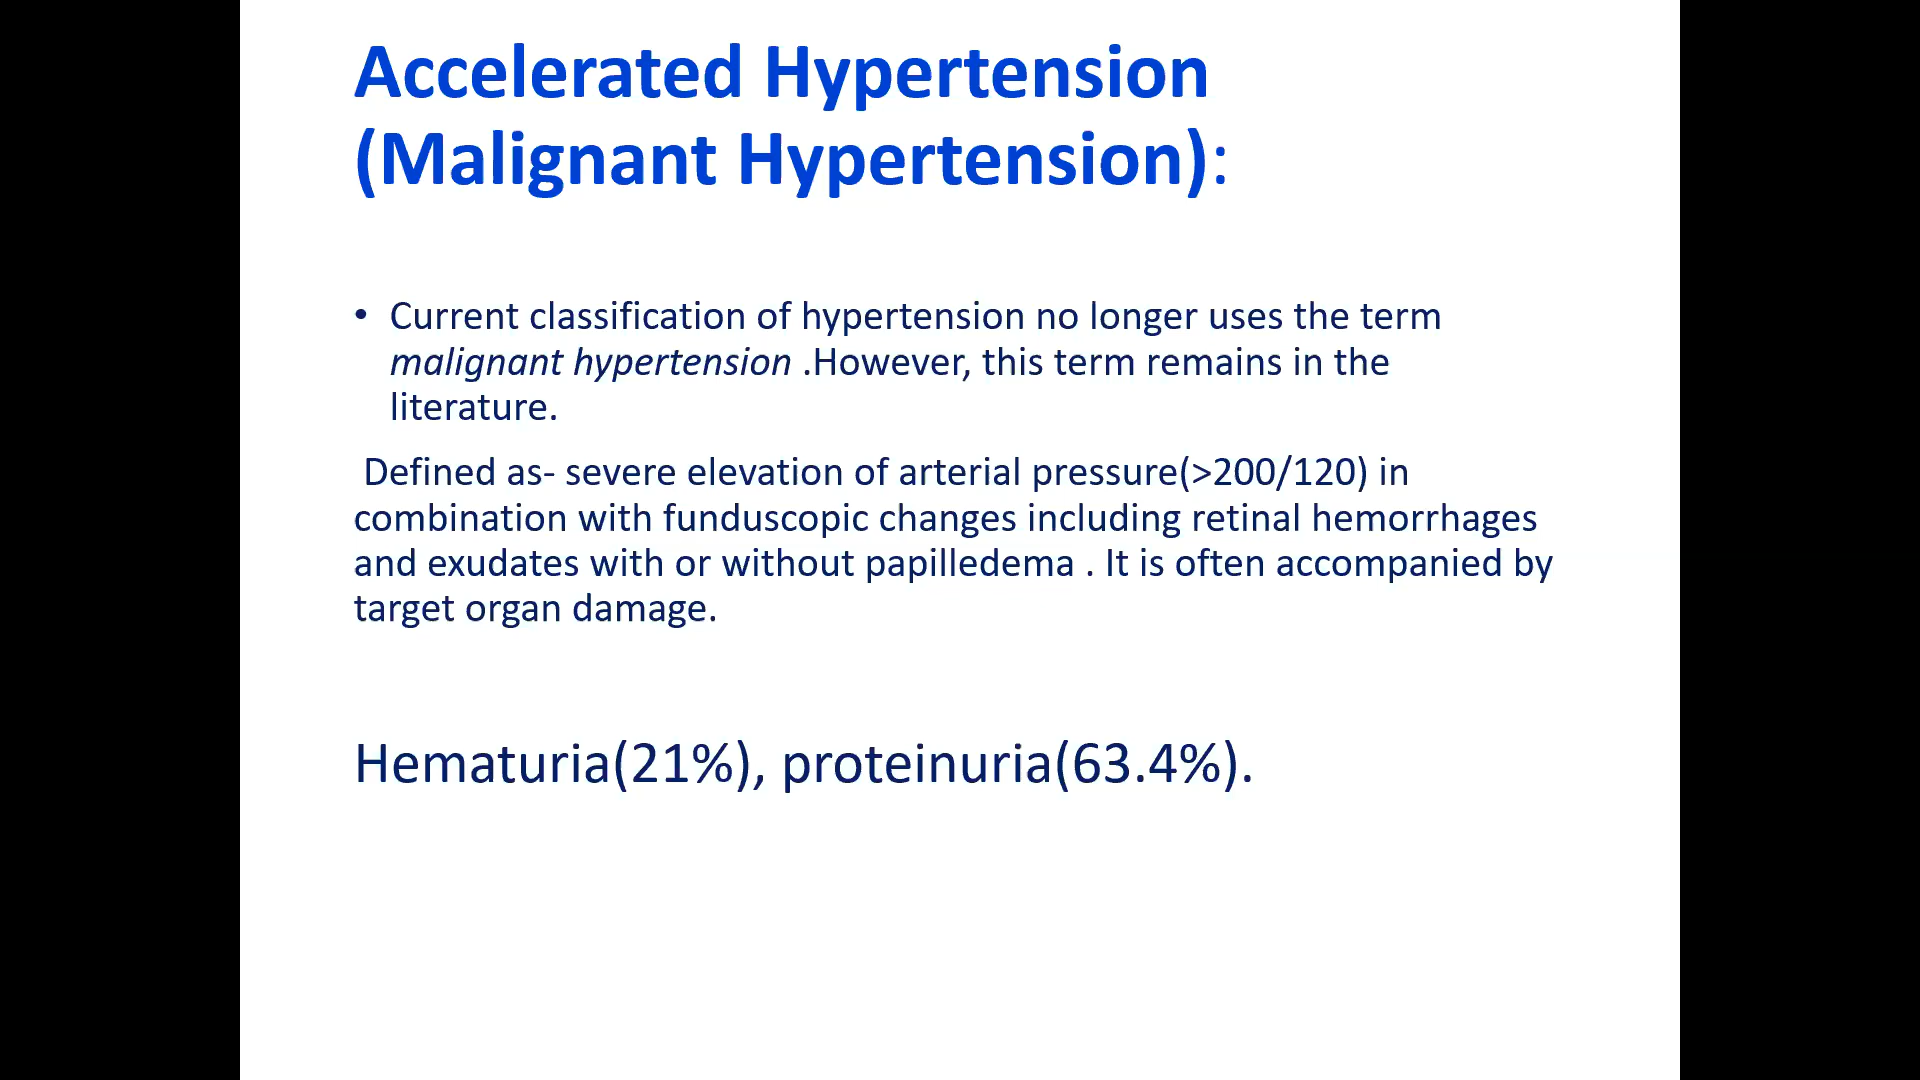 Accelerated Hypertension
(Malignant Hypertension):
• Current classification of hypertension no longer uses the term
malignant hypertension .However, this term remains in the
literature.
Defined as- severe elevation of arterial pressure(>200/120) in
combination with funduscopic changes including retinal hemorrhages
and exudates with or without papilledema . It is often accompanied by
target organ damage.
Hematuria(21%), proteinuria(63.4%).